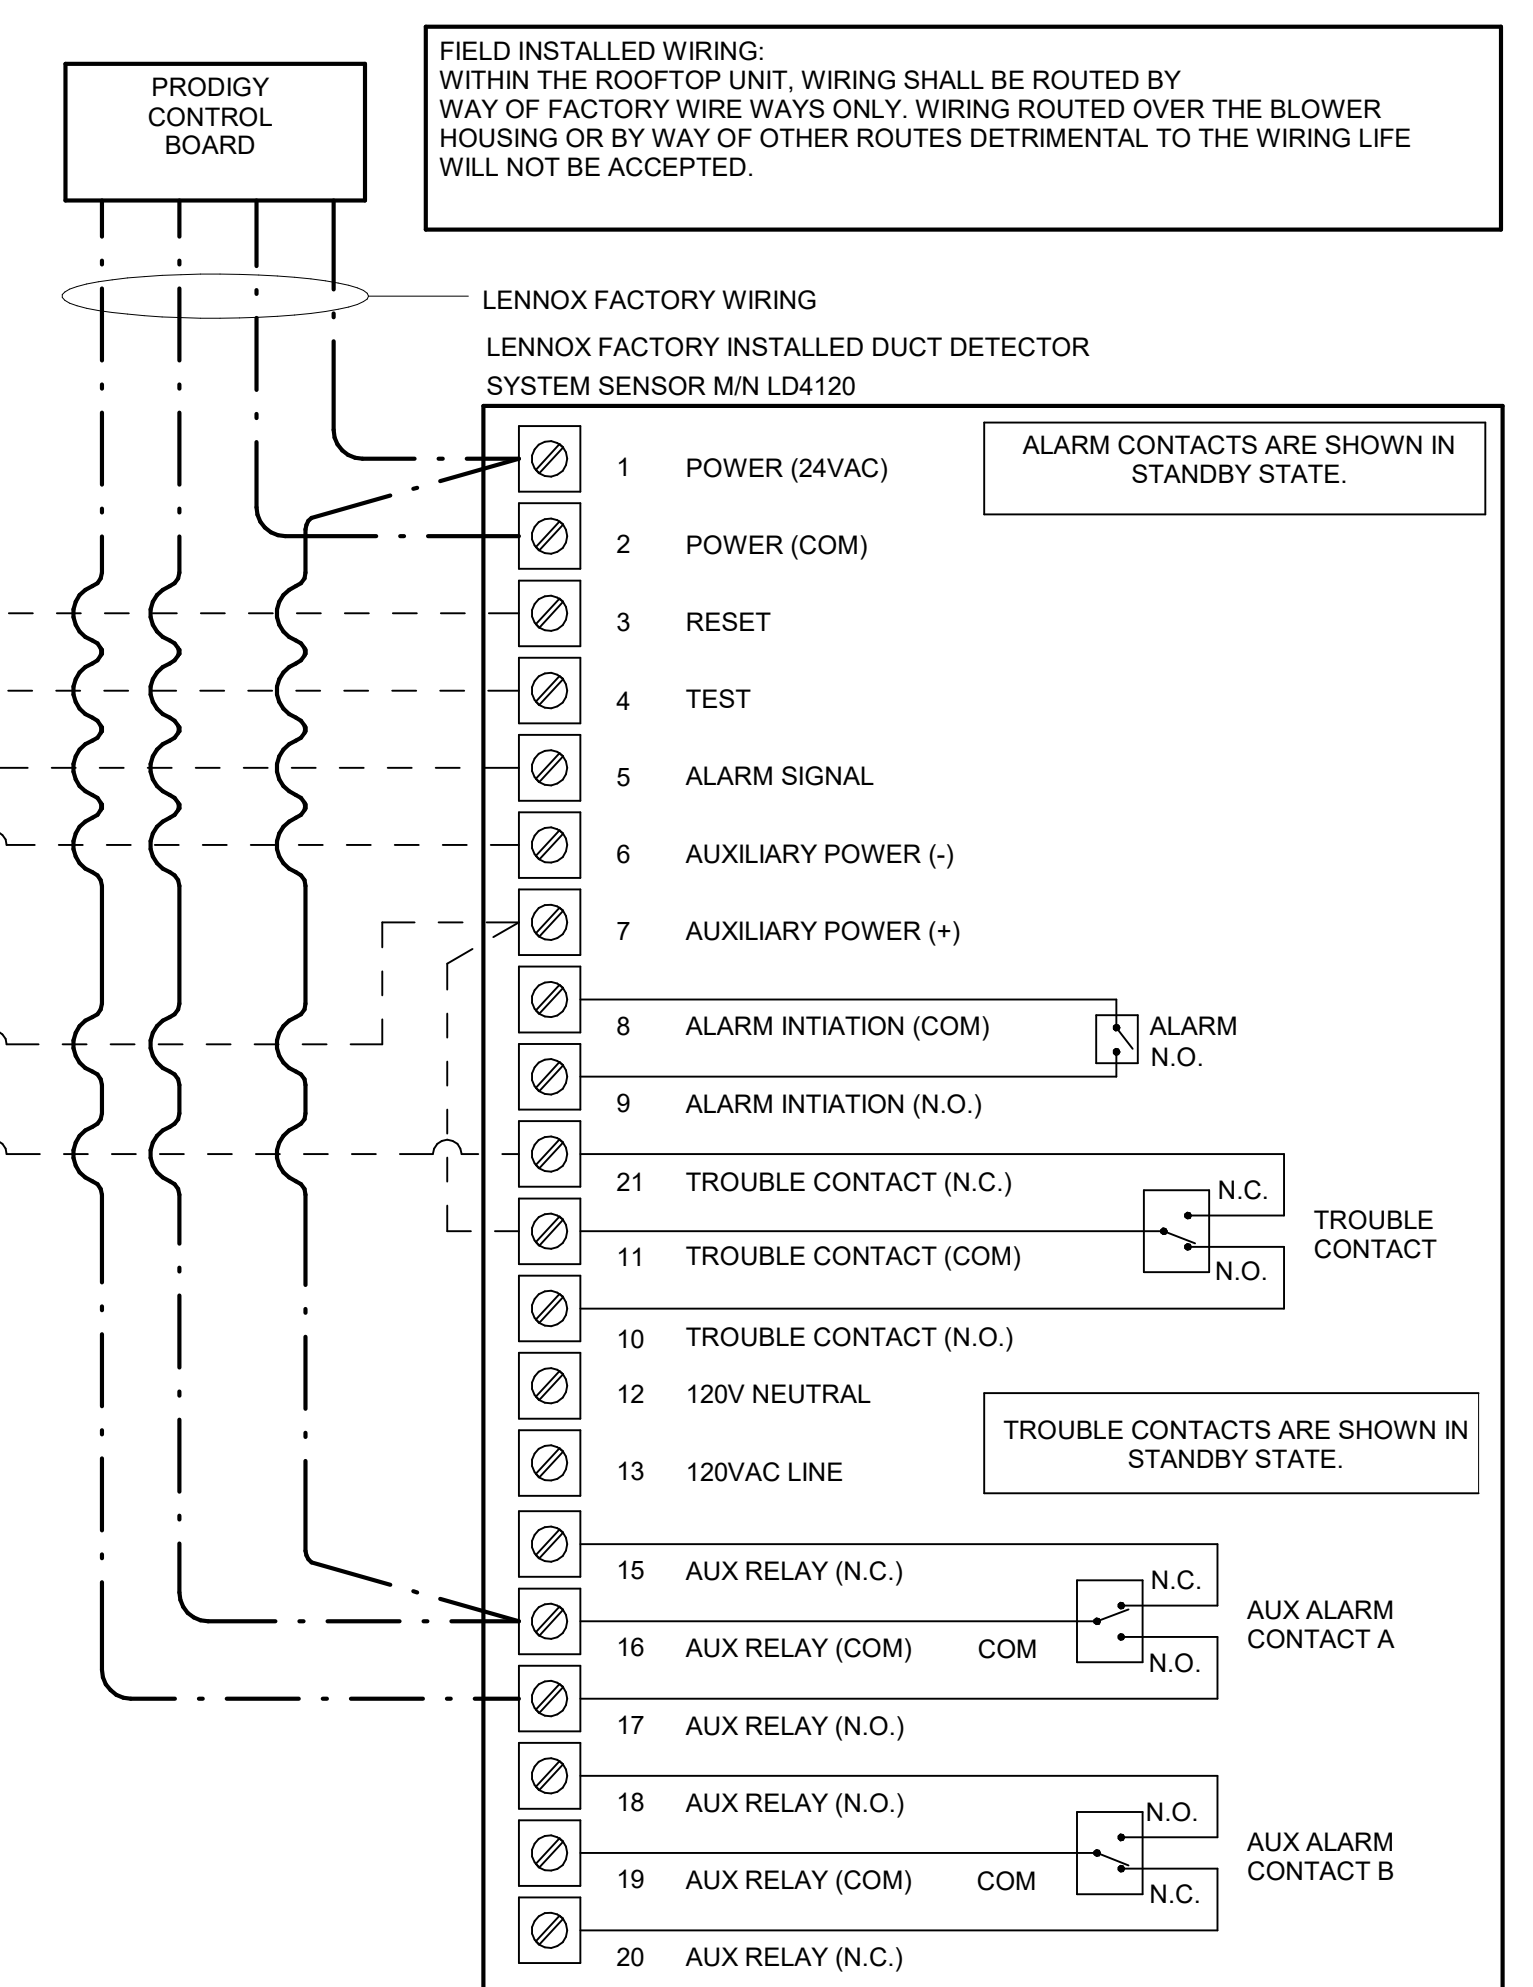 PRODIGY
CONTROL
BOARD
FIELD INSTALLED WIRING:
WITHIN THE ROOFTOP UNIT, WIRING SHALL BE ROUTED BY
WAY OF FACTORY WIRE WAYS ONLY. WIRING ROUTED OVER THE BLOWER
HOUSING OR BY WAY OF OTHER ROUTES DETRIMENTAL TO THE WIRING LIFE
WILL NOT BE ACCEPTED.
LENNOX FACTORY WIRING
LENNOX FACTORY INSTALLED DUCT DETECTOR
SYSTEM SENSOR M/N LD4120
ALARM CONTACTS ARE SHOWN IN
STANDBY STATE.
1 POWER (24VAC)
2 POWER (COM)
3 RESET
4 TEST
5 ALARM SIGNAL
6 AUXILIARY POWER (-)
7 AUXILIARY POWER (+)
8 ALARM INTIATION (COM)
ALARM
N.O.
9 ALARM INTIATION (N.O.)
21 TROUBLE CONTACT (N.C.)
N.C.
TROUBLE
CONTACT
11 TROUBLE CONTACT (COM)
N.O.
10 TROUBLE CONTACT (N.O.)
12 120V NEUTRAL
TROUBLE CONTACTS ARE SHOWN IN
STANDBY STATE.
13 120VAC LINE
15 AUX RELAY (N.C.)
N.C.
AUX ALARM
CONTACT A
16 AUX RELAY (COM) COM
N.O.
17 AUX RELAY (N.O.)
18 AUX RELAY (N.O.)
N.O.
AUX ALARM
CONTACT B
19 AUX RELAY (COM) COM
N.C.
20 AUX RELAY (N.C.)